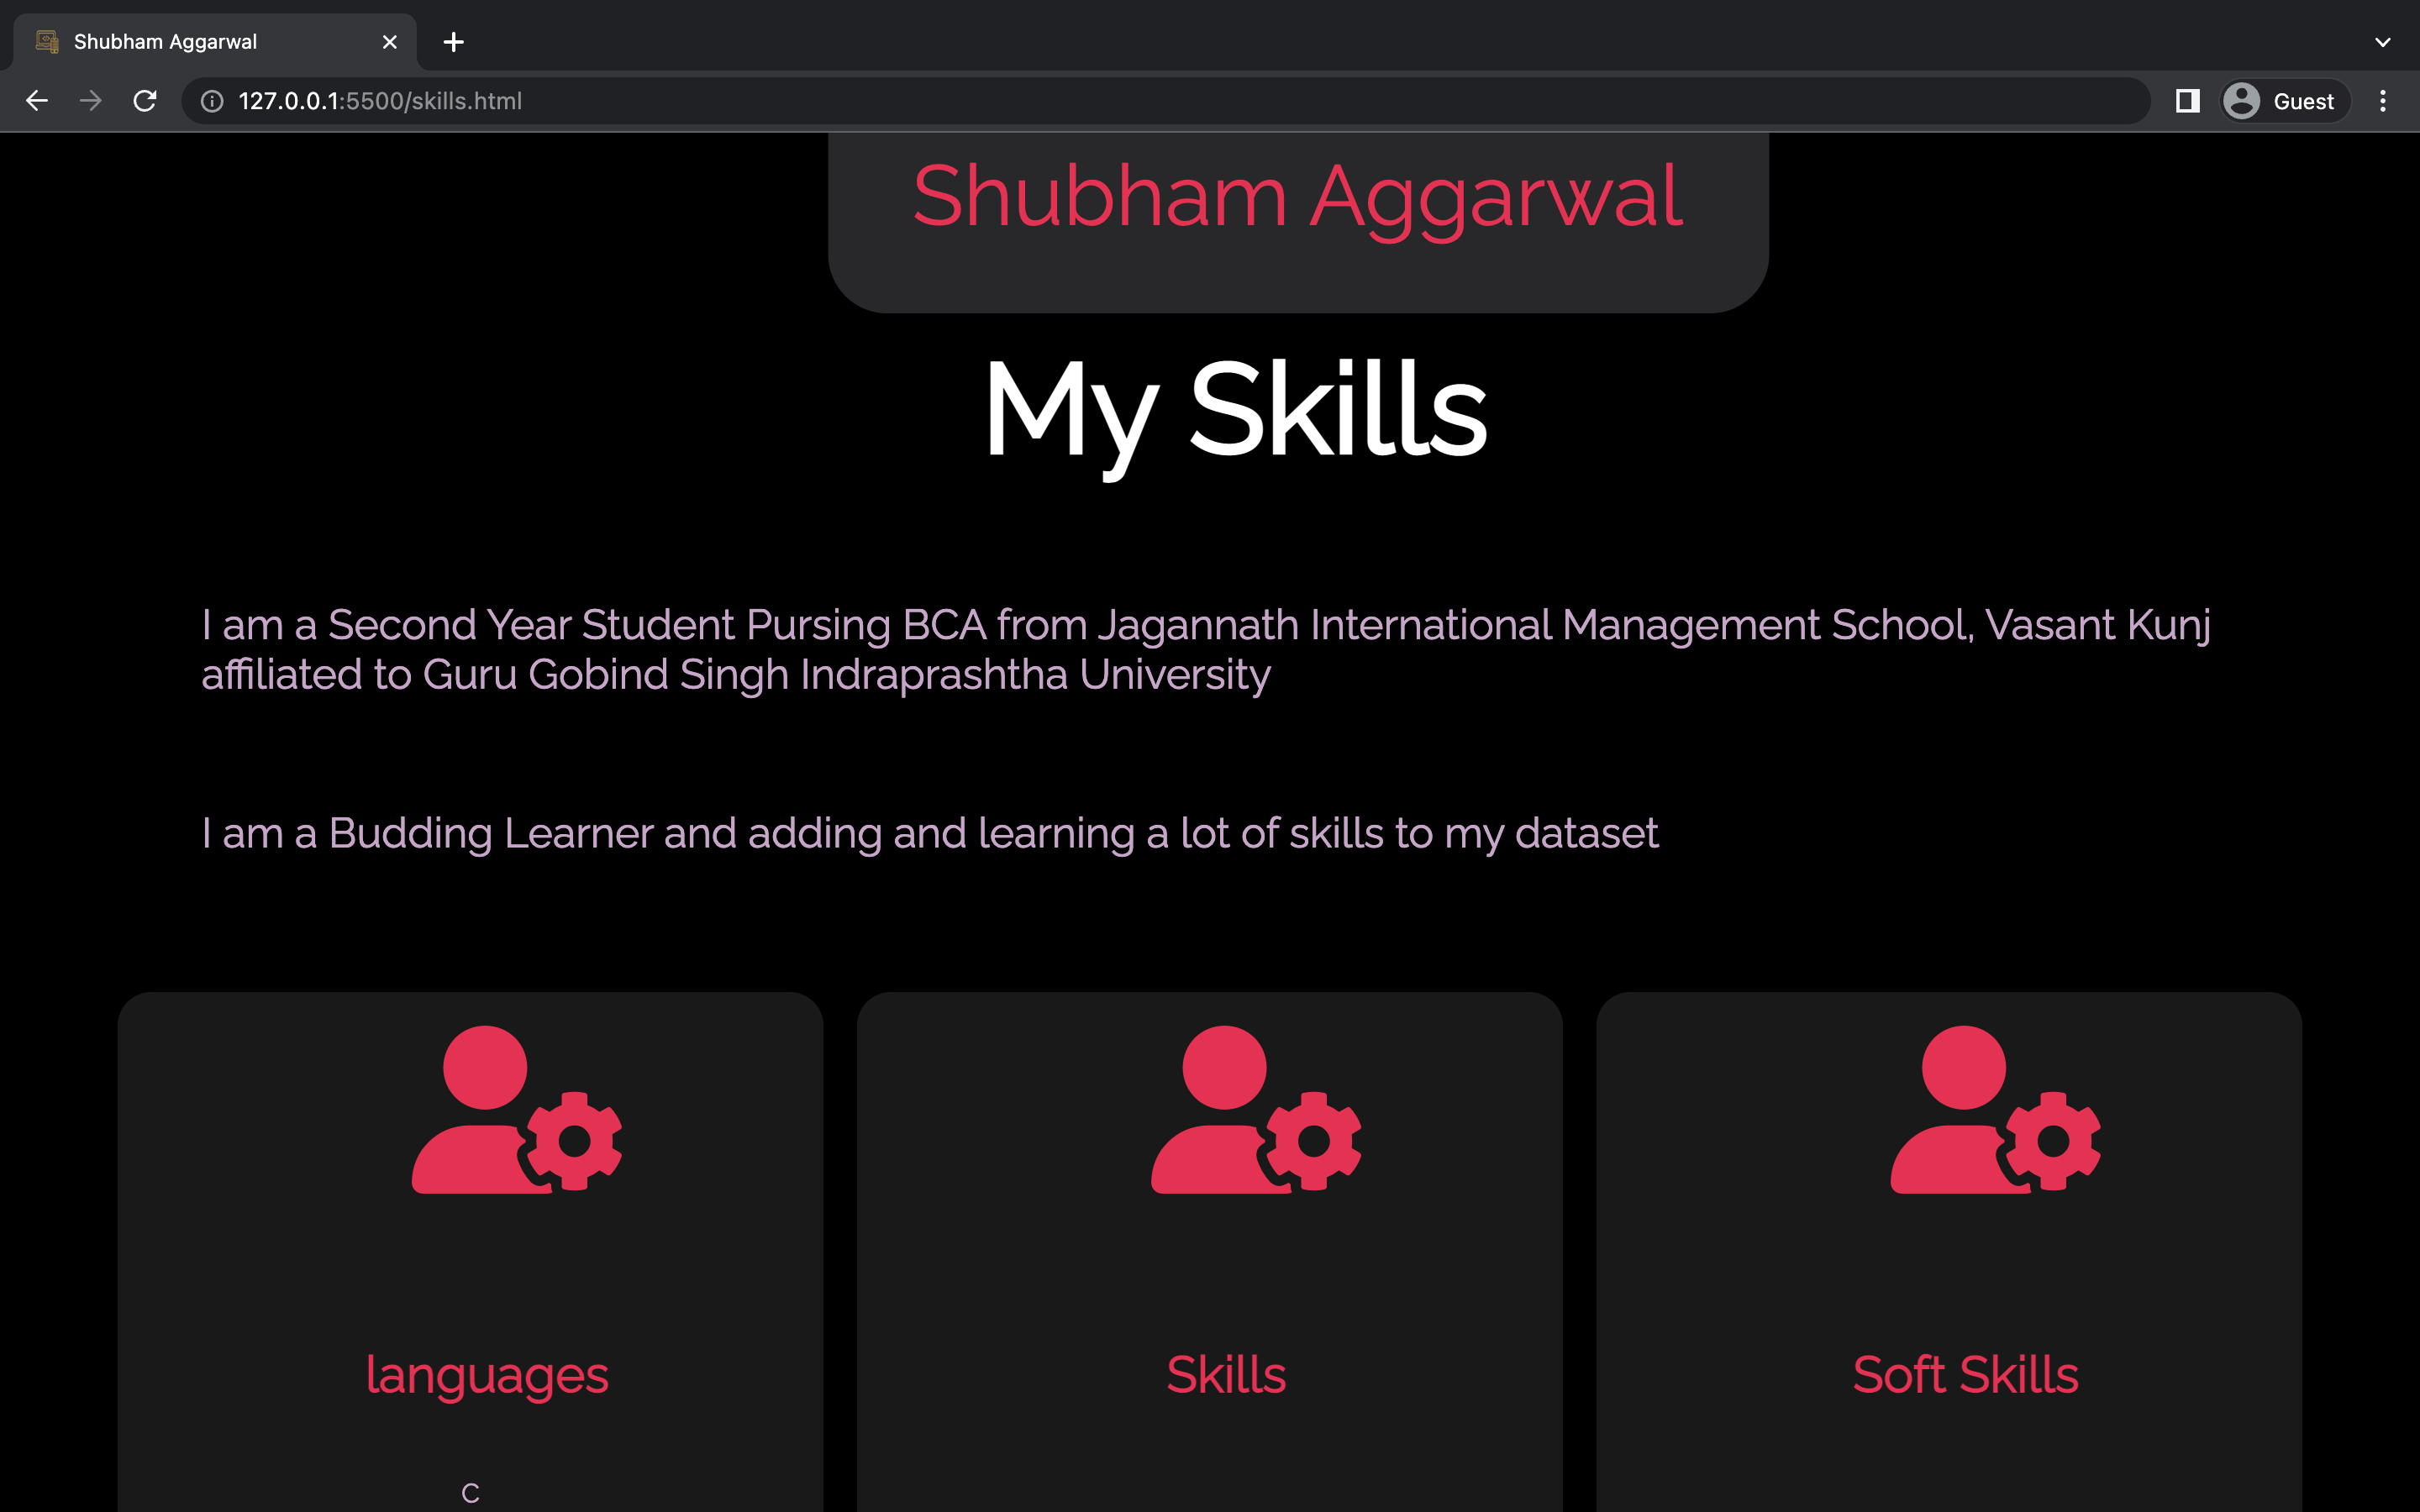 Shubham Aggarwal
127.0.0.1:5500/skills.html
Guest
Shubham Aggarwal
My Skills
I am a Second Year Student Pursing BCA from Jagannath International Management School, Vasant Kunj
affiliated to Guru Gobind Singh Indraprashtha University
I am a Budding Learner and adding and learning a lot of skills to my dataset
languages
Skills
Soft Skills
C